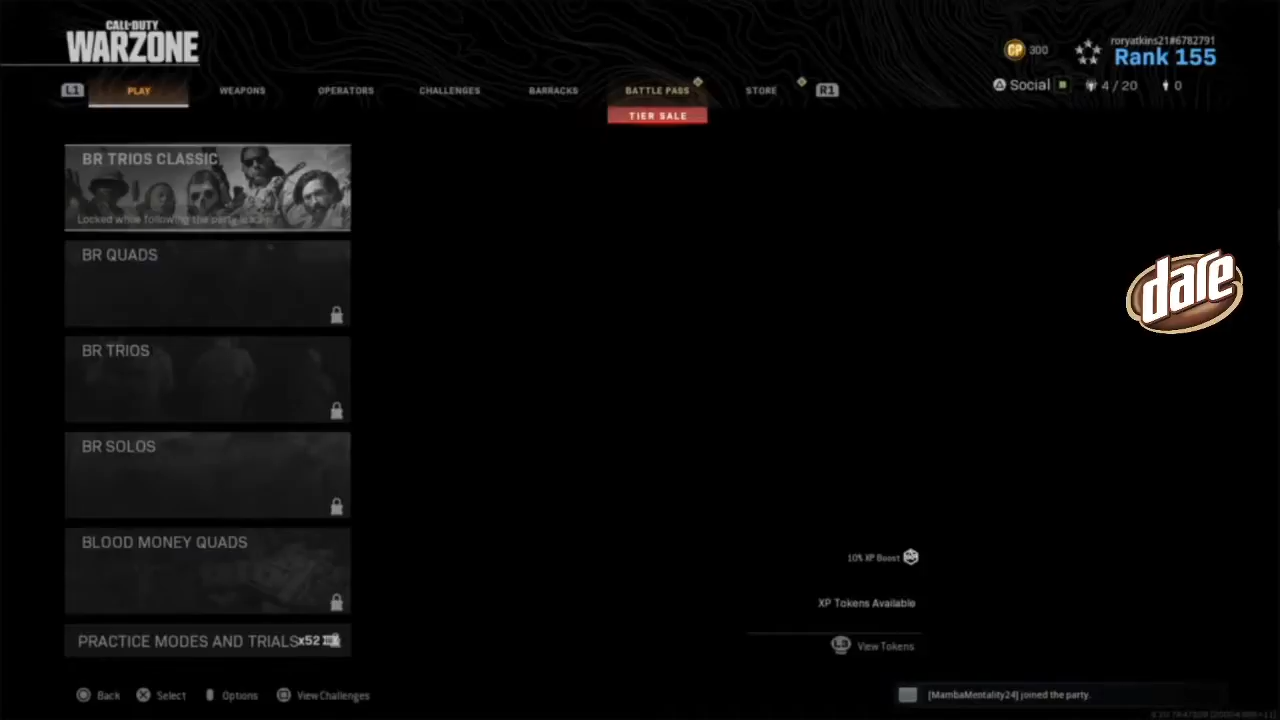 CALL OF DUTY
WARZONE
CP 300
roryatkins21#6782791
Rank 155
Social 4 / 20 0
L1 PLAY WEAPONS OPERATORS CHALLENGES BARRACKS BATTLE PASS STORE R1
TIER SALE
BR TRIOS CLASSIC
Locked while following the party leader
BR QUADS
dare
BR TRIOS
BR SOLOS
BLOOD MONEY QUADS
10% XP Boost
XP Tokens Available
PRACTICE MODES AND TRIALS x52
View Tokens
Back Select Options View Challenges
[MambaMentality24] joined the party.